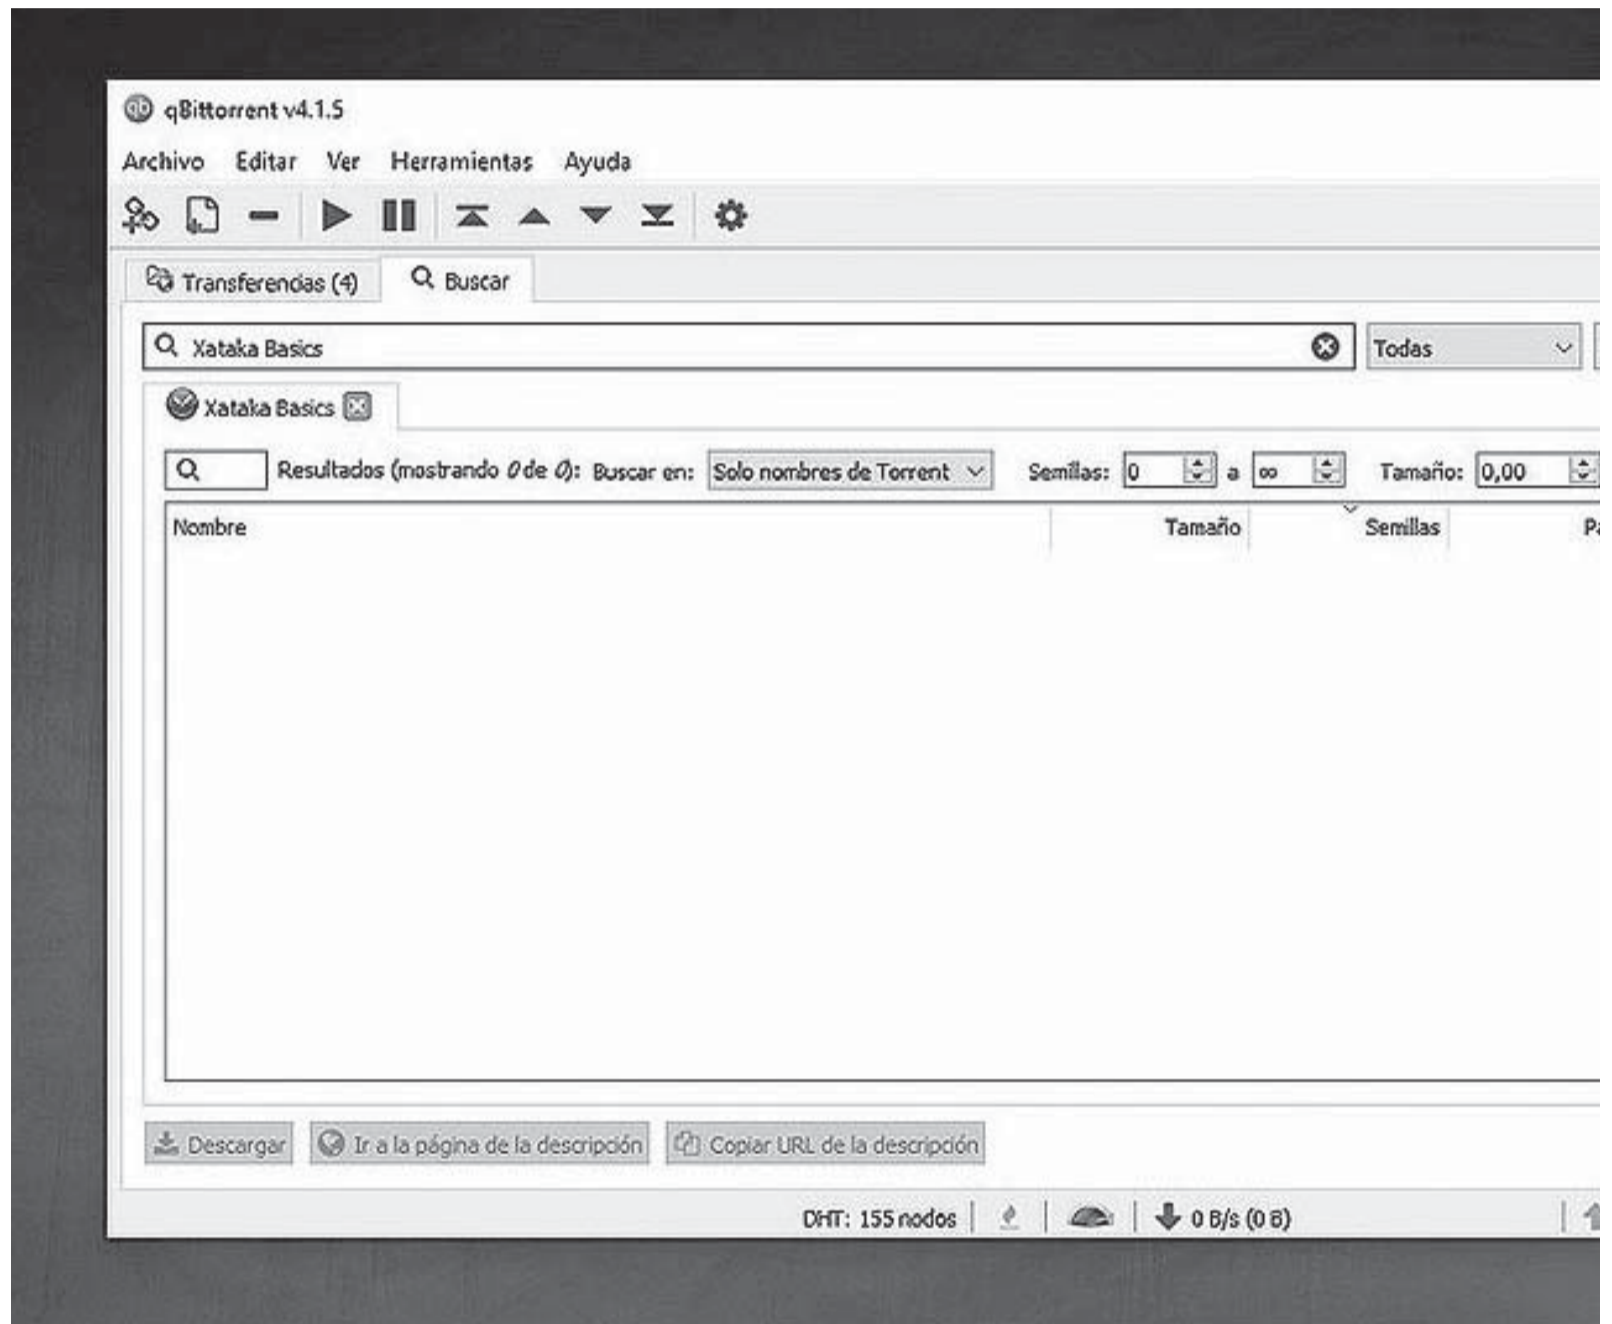 qBittorrent v4.1.5
Archivo Editar Ver Herramientas Ayuda
Transferencias (4) Buscar
Xataka Basics Todas
Xataka Basics
Resultados (mostrando 0 de 0): Buscar en: Solo nombres de Torrent Semillas: 0 a ∞ Tamaño: 0,00
Nombre Tamaño Semillas
Descargar Ir a la página de la descripción Copiar URL de la descripción
DHT: 155 nodos 0 B/s (0 B)